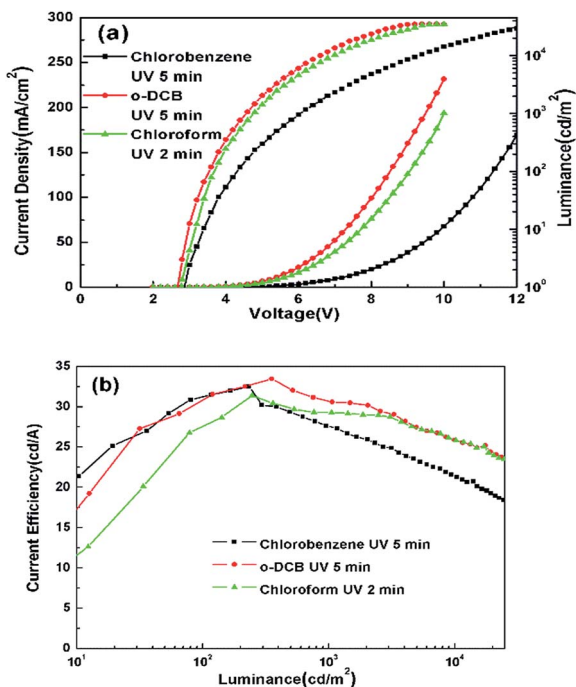 (a)
Chlorobenzene
UV 5 min
o-DCB
UV 5 min
Chloroform
UV 2 min
Current Density(mA/cm²)
300
250
200
150
100
50
0
Luminance(cd/m²)
10⁴
10³
10²
10¹
10⁰
0 2 4 6 8 10 12
Voltage(V)
(b)
Current Efficiency(cd/A)
35
30
25
20
15
10
5
0
Chlorobenzene UV 5 min
o-DCB UV 5 min
Chloroform UV 2 min
10¹ 10² 10³ 10⁴
Luminance(cd/m²)